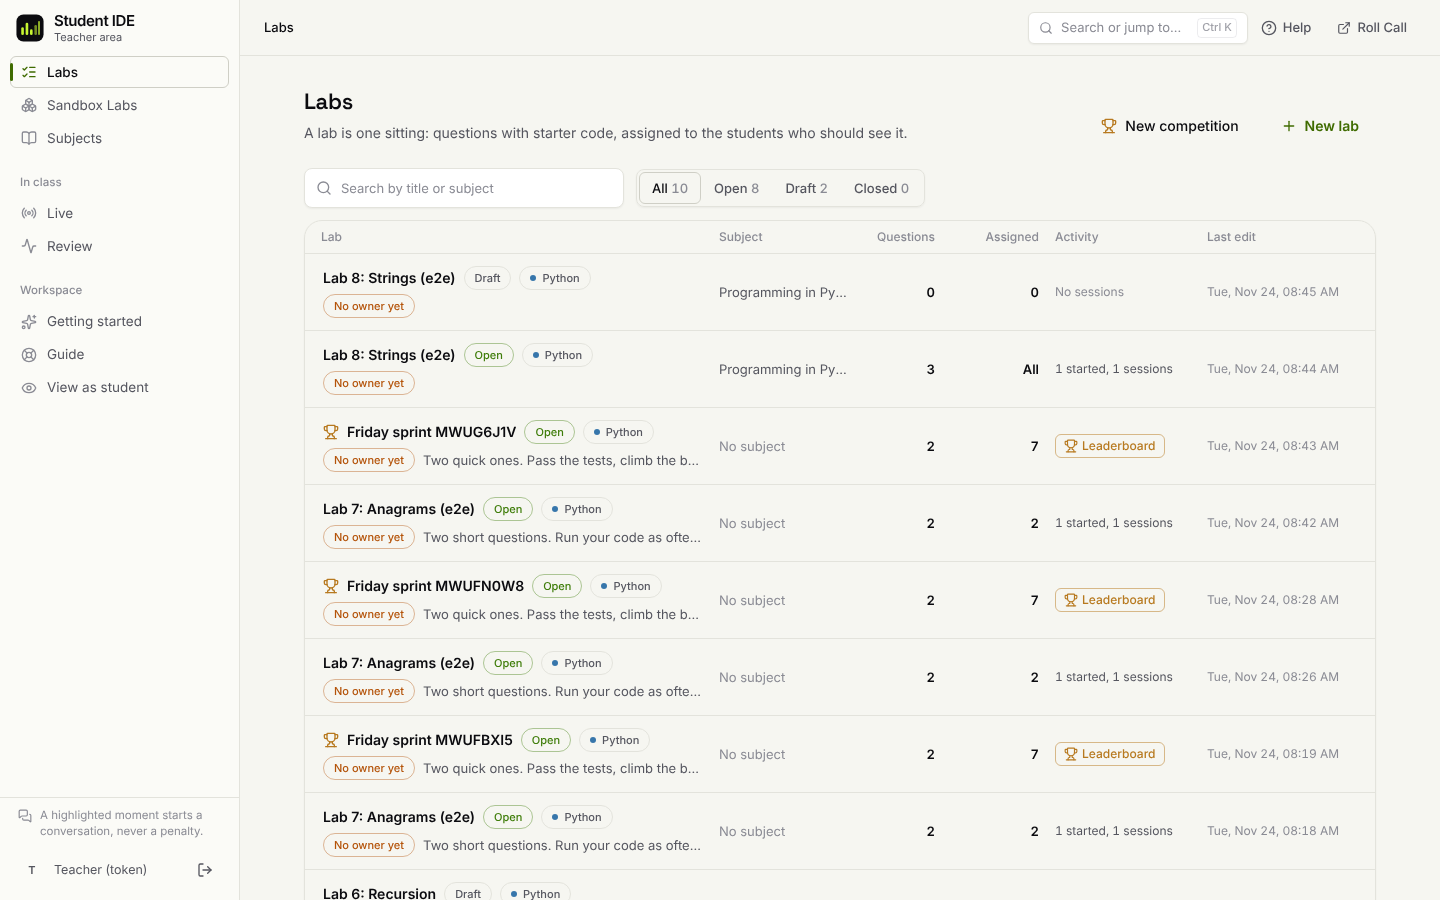 Student IDE
Teacher area
Labs
Sandbox Labs
Subjects
In class
Live
Review
Workspace
Getting started
Guide
View as student
A highlighted moment starts a
conversation, never a penalty.
T Teacher (token)
Labs
Search or jump to... Ctrl K Help Roll Call
Labs
A lab is one sitting: questions with starter code, assigned to the students who should see it.
New competition New lab
Search by title or subject All 10 Open 8 Draft 2 Closed 0
Lab Subject Questions Assigned Activity Last edit
Lab 8: Strings (e2e) Draft Python
No owner yet
Programming in Py... 0 0 No sessions Tue, Nov 24, 08:45 AM
Lab 8: Strings (e2e) Open Python
No owner yet
Programming in Py... 3 All 1 started, 1 sessions Tue, Nov 24, 08:44 AM
Friday sprint MWUG6J1V Open Python
No owner yet Two quick ones. Pass the tests, climb the b...
No subject 2 7 Leaderboard Tue, Nov 24, 08:43 AM
Lab 7: Anagrams (e2e) Open Python
No owner yet Two short questions. Run your code as ofte...
No subject 2 2 1 started, 1 sessions Tue, Nov 24, 08:42 AM
Friday sprint MWUFN0W8 Open Python
No owner yet Two quick ones. Pass the tests, climb the b...
No subject 2 7 Leaderboard Tue, Nov 24, 08:28 AM
Lab 7: Anagrams (e2e) Open Python
No owner yet Two short questions. Run your code as ofte...
No subject 2 2 1 started, 1 sessions Tue, Nov 24, 08:26 AM
Friday sprint MWUFBXI5 Open Python
No owner yet Two quick ones. Pass the tests, climb the b...
No subject 2 7 Leaderboard Tue, Nov 24, 08:19 AM
Lab 7: Anagrams (e2e) Open Python
No owner yet Two short questions. Run your code as ofte...
No subject 2 2 1 started, 1 sessions Tue, Nov 24, 08:18 AM
Lab 6: Recursion Draft Python